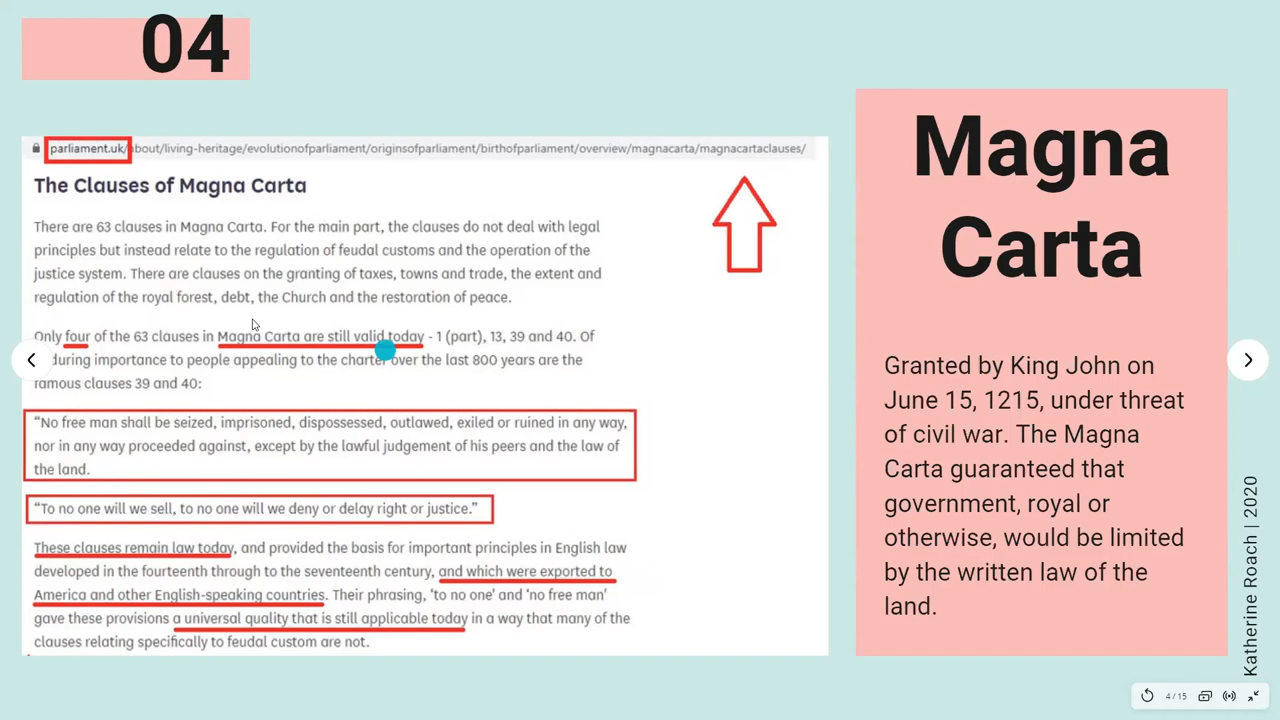 04
parliament.uk/about/living-heritage/evolutionofparliament/originsofparliament/birthofparliament/overview/magnacarta/magnacartaclauses/
The Clauses of Magna Carta
There are 63 clauses in Magna Carta. For the main part, the clauses do not deal with legal
principles but instead relate to the regulation of feudal customs and the operation of the
justice system. There are clauses on the granting of taxes, towns and trade, the extent and
regulation of the royal forest, debt, the Church and the restoration of peace.
Only four of the 63 clauses in Magna Carta are still valid today - 1 (part), 13, 39 and 40. Of
enduring importance to people appealing to the charter over the last 800 years are the
famous clauses 39 and 40:
“No free man shall be seized, imprisoned, dispossessed, outlawed, exiled or ruined in any way,
nor in any way proceeded against, except by the lawful judgement of his peers and the law of
the land.
“To no one will we sell, to no one will we deny or delay right or justice.”
These clauses remain law today, and provided the basis for important principles in English law
developed in the fourteenth through to the seventeenth century, and which were exported to
America and other English-speaking countries. Their phrasing, 'to no one' and 'no free man'
gave these provisions a universal quality that is still applicable today in a way that many of the
clauses relating specifically to feudal custom are not.
Magna
Carta
Granted by King John on
June 15, 1215, under threat
of civil war. The Magna
Carta guaranteed that
government, royal or
otherwise, would be limited
by the written law of the
land.
Katherine Roach | 2020
4 / 15